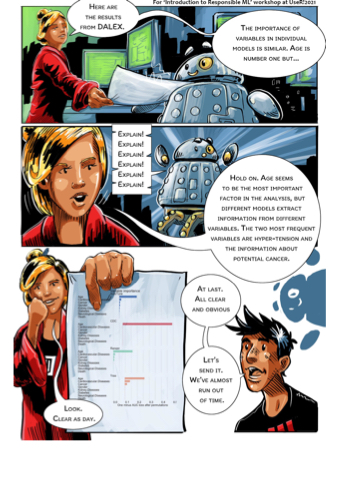 For 'Introduction to Responsible ML' workshop at UseR!2021
HERE ARE
THE RESULTS
FROM DALEX.
THE IMPORTANCE OF
VARIABLES IN INDIVIDUAL
MODELS IS SIMILAR. AGE IS
NUMBER ONE BUT...
EXPLAIN!
EXPLAIN!
EXPLAIN!
EXPLAIN!
EXPLAIN!
EXPLAIN!
HOLD ON. AGE SEEMS
TO BE THE MOST IMPORTANT
FACTOR IN THE ANALYSIS, BUT
DIFFERENT MODELS EXTRACT
INFORMATION FROM DIFFERENT
VARIABLES. THE TWO MOST FREQUENT
VARIABLES ARE HYPER-TENSION AND
THE INFORMATION ABOUT
POTENTIAL CANCER.
AT LAST.
ALL CLEAR
AND OBVIOUS
LET'S
SEND IT.
WE'VE ALMOST
RUN OUT
OF TIME.
LOOK.
CLEAR AS DAY.